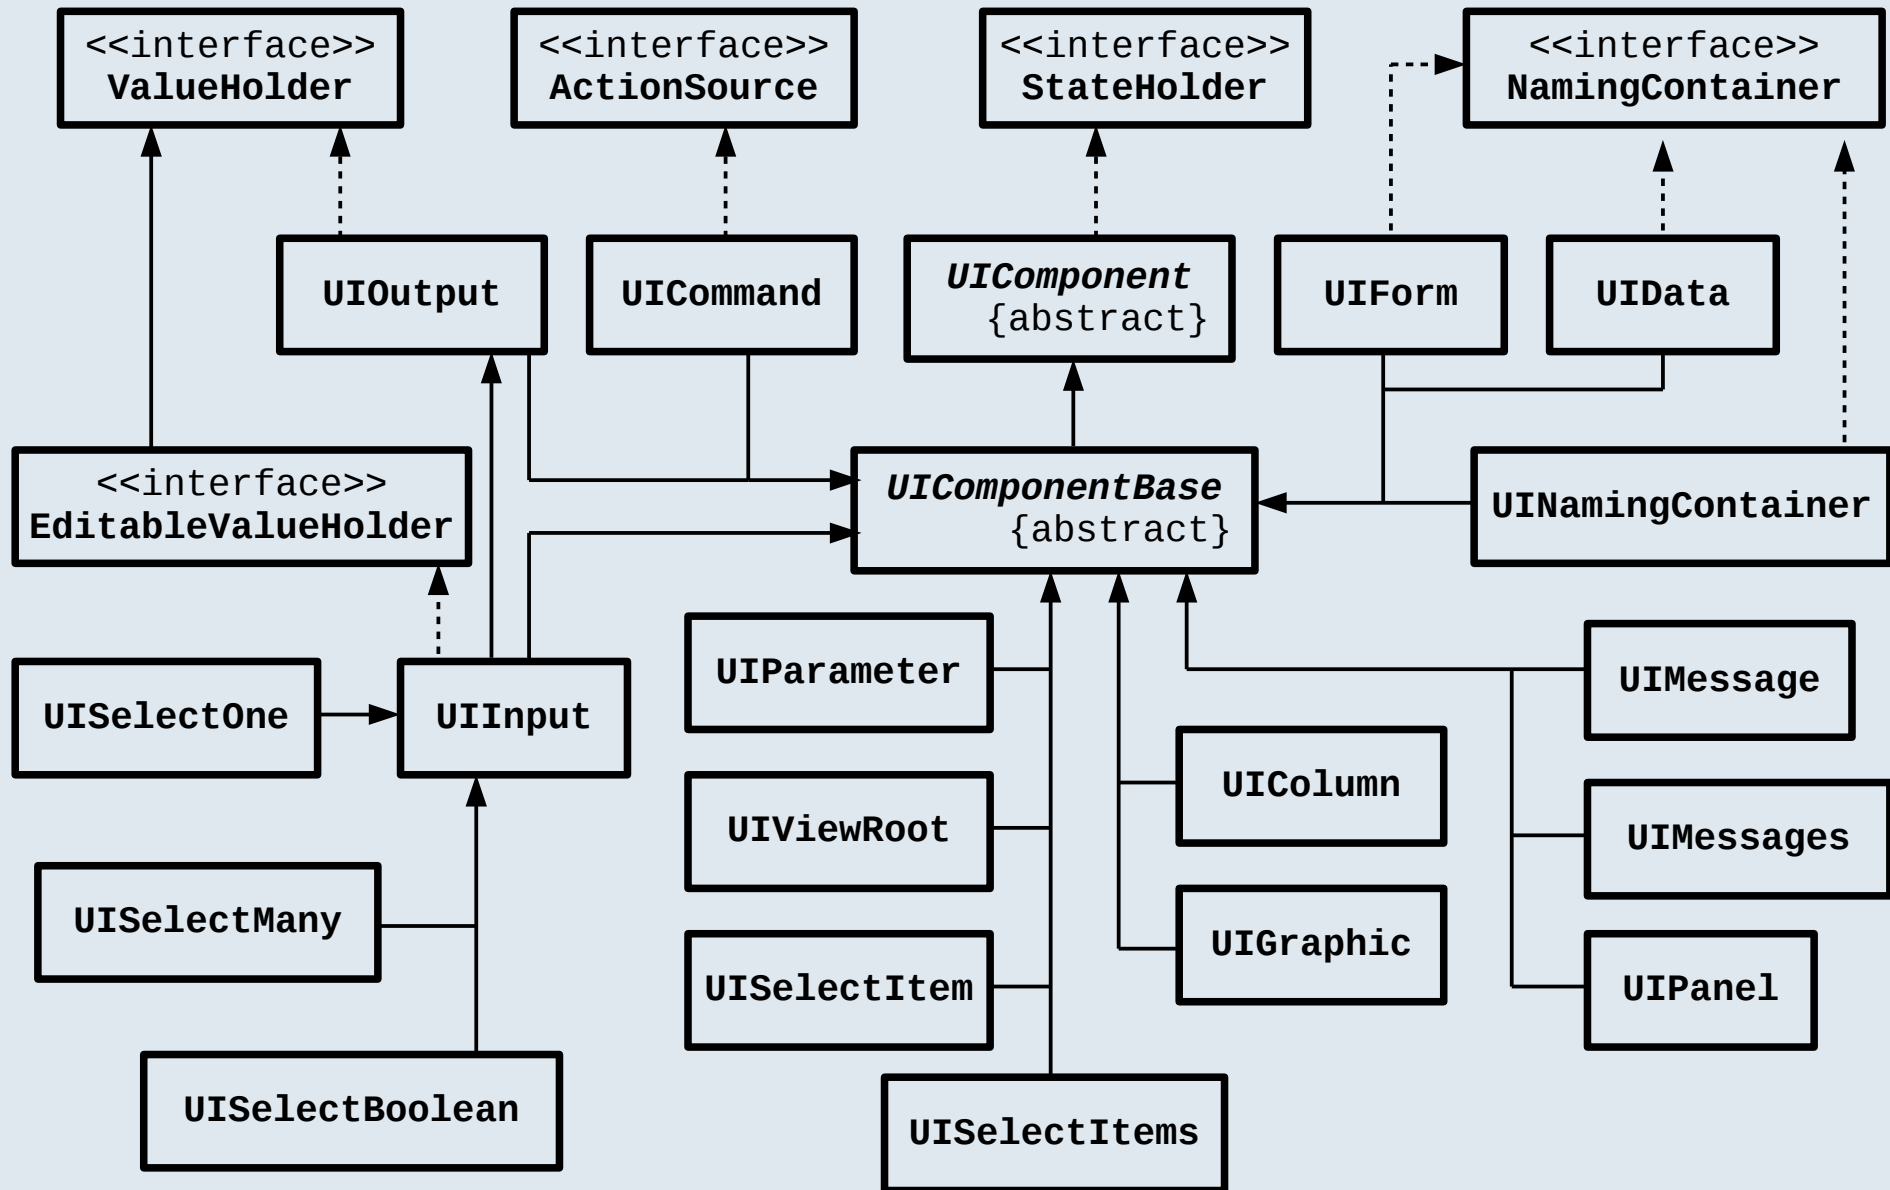 <<interface>>
ValueHolder
<<interface>>
ActionSource
<<interface>>
StateHolder
<<interface>>
NamingContainer
UIOutput
UICommand
UIComponent
{abstract}
UIForm
UIData
<<interface>>
EditableValueHolder
UIComponentBase
{abstract}
UINamingContainer
UISelectOne
UIInput
UIParameter
UIMessage
UIViewRoot
UIColumn
UIMessages
UISelectMany
UISelectItem
UIGraphic
UIPanel
UISelectBoolean
UISelectItems